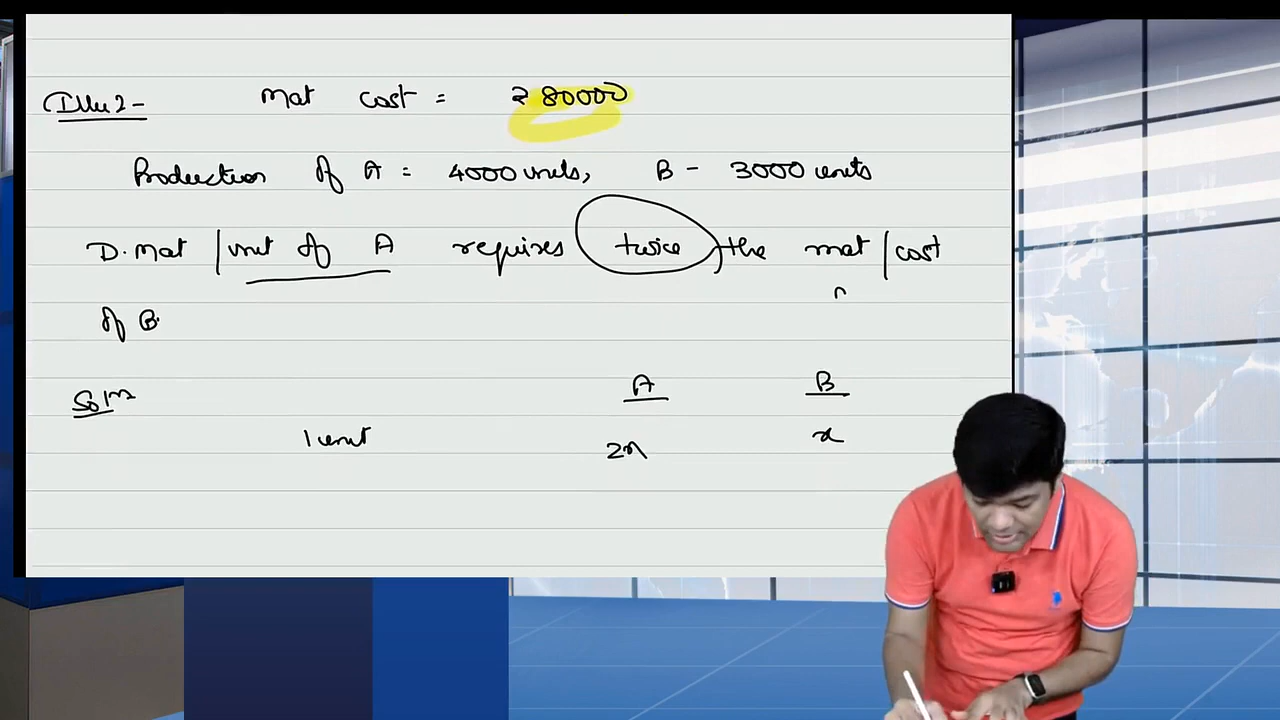 Illu 2 - Mat cost = ₹ 80000
Production of A = 4000 units, B - 3000 units
D. Mat / unit of A requires twice the mat / cost
of B.
Soln A B
1 unit 2x x